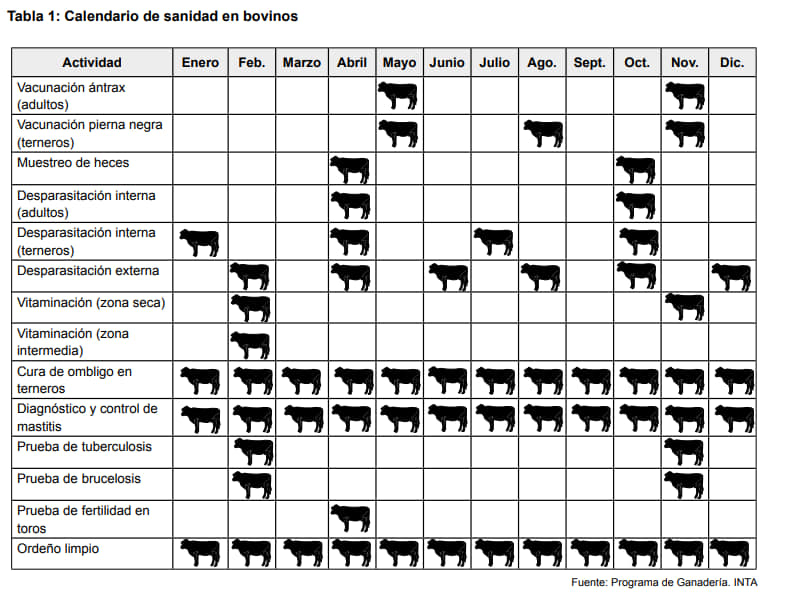 Tabla 1: Calendario de sanidad en bovinos
Actividad Enero Feb. Marzo Abril Mayo Junio Julio Ago. Sept. Oct. Nov. Dic.
Vacunación ántrax
(adultos)
Vacunación pierna negra
(terneros)
Muestreo de heces
Desparasitación interna
(adultos)
Desparasitación interna
(terneros)
Desparasitación externa
Vitaminación (zona seca)
Vitaminación (zona
intermedia)
Cura de ombligo en
terneros
Diagnóstico y control de
mastitis
Prueba de tuberculosis
Prueba de brucelosis
Prueba de fertilidad en
toros
Ordeño limpio
Fuente: Programa de Ganadería. INTA